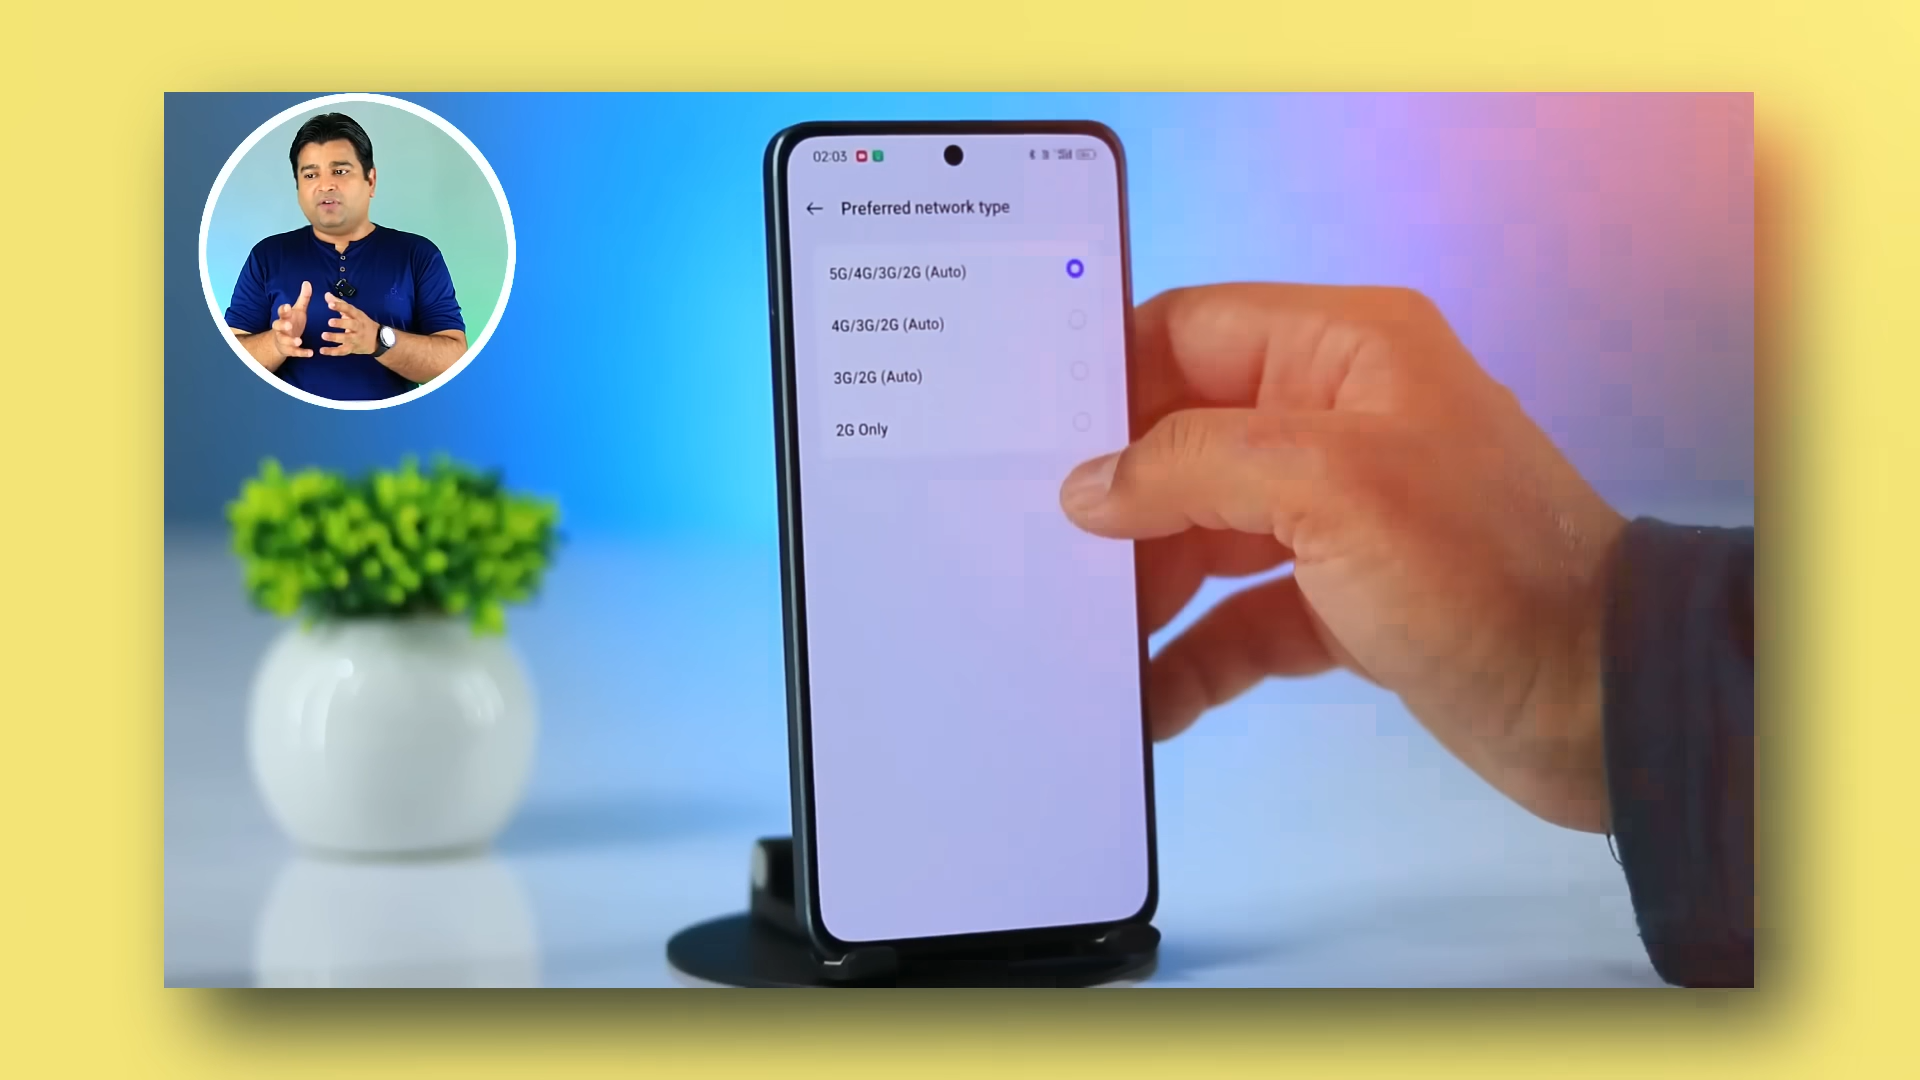 02:03
Preferred network type
5G/4G/3G/2G (Auto)
4G/3G/2G (Auto)
3G/2G (Auto)
2G Only